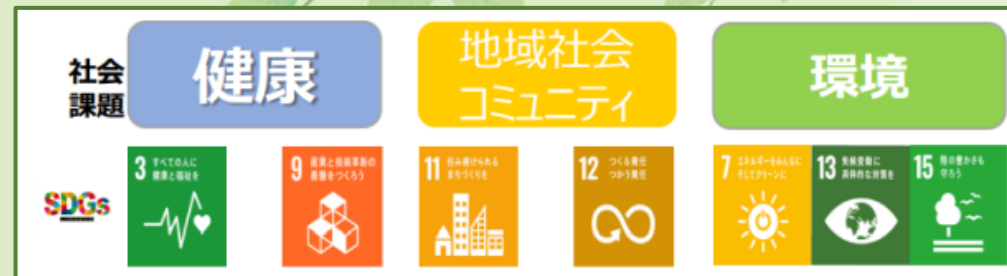 社会
課題
健康
地域社会
コミュニティ
環境
SDGs
3 すべての人に
健康と福祉を
9 産業と技術革新の
基盤をつくろう
11 住み続けられる
まちづくりを
12 つくる責任
つかう責任
7 エネルギーをみんなに
そしてクリーンに
13 気候変動に
具体的な対策を
15 陸の豊かさも
守ろう